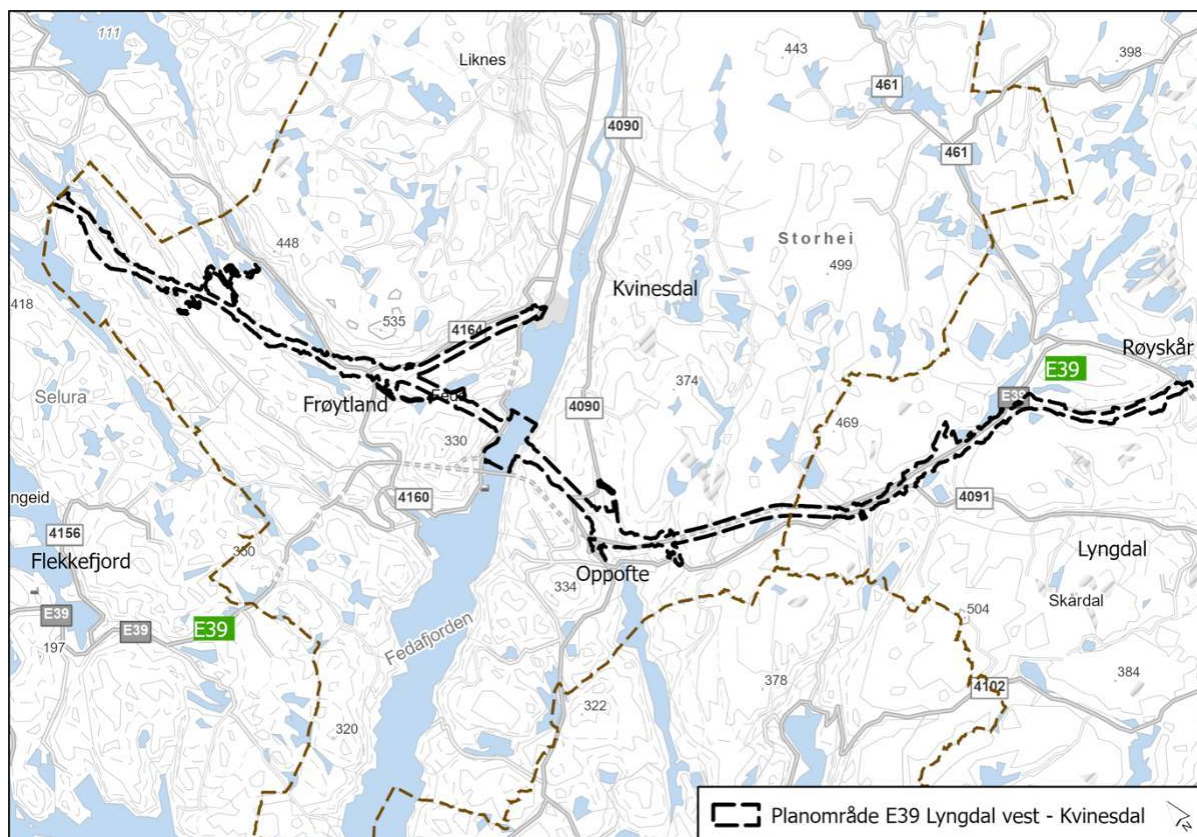 111
Liknes
443
398
461
4090
461
448
Storhei
499
418
Kvinesdal
535
4164
Røyskår
E39
374
E39
Selura
Frøytland
4090
330
469
ngeid
4160
4091
4156
Flekkefjord
Oppofte
Lyngdal
334
Skárdal
E39
E39
E39
504
197
Fedafjorden
378
384
4102
322
320
Planområde E39 Lyngdal vest - Kvinesdal